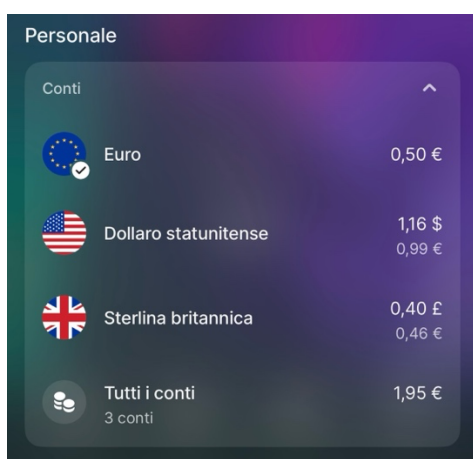 Personale
Conti
Euro 0,50 €
Dollaro statunitense 1,16 $
0,99 €
Sterlina britannica 0,40 £
0,46 €
Tutti i conti 1,95 €
3 conti